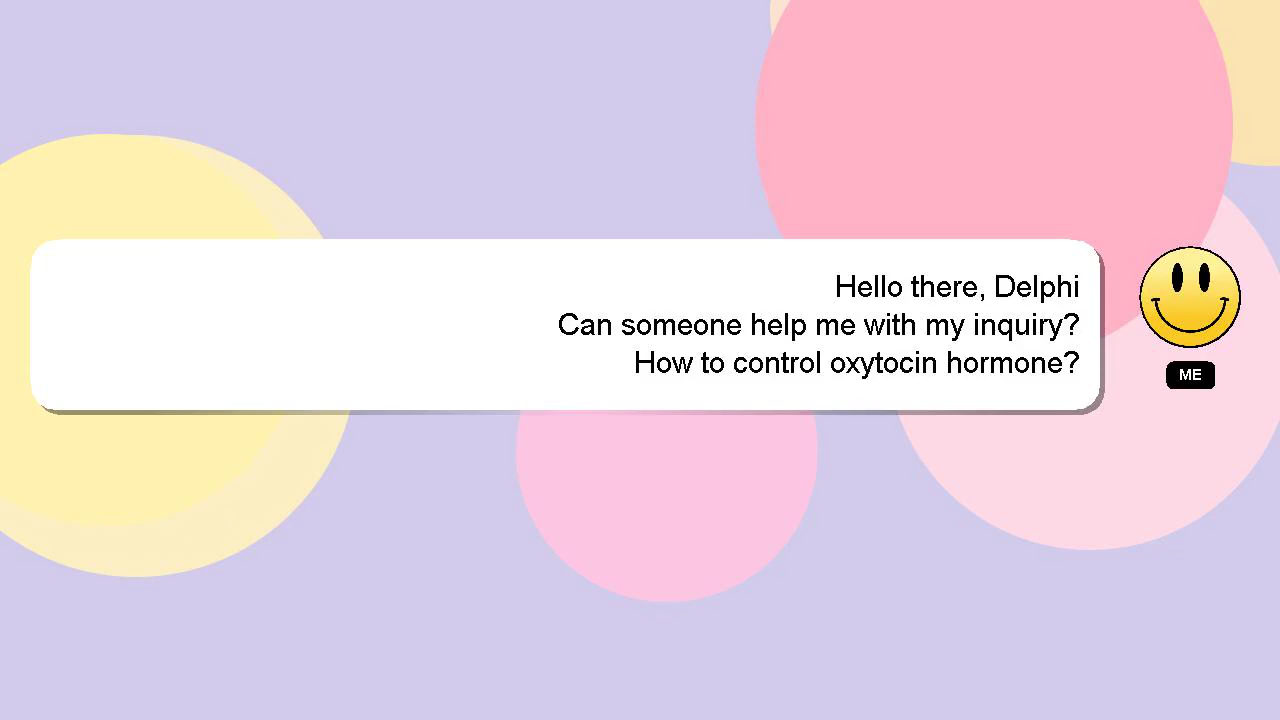 Hello there, Delphi
Can someone help me with my inquiry?
How to control oxytocin hormone?
ME